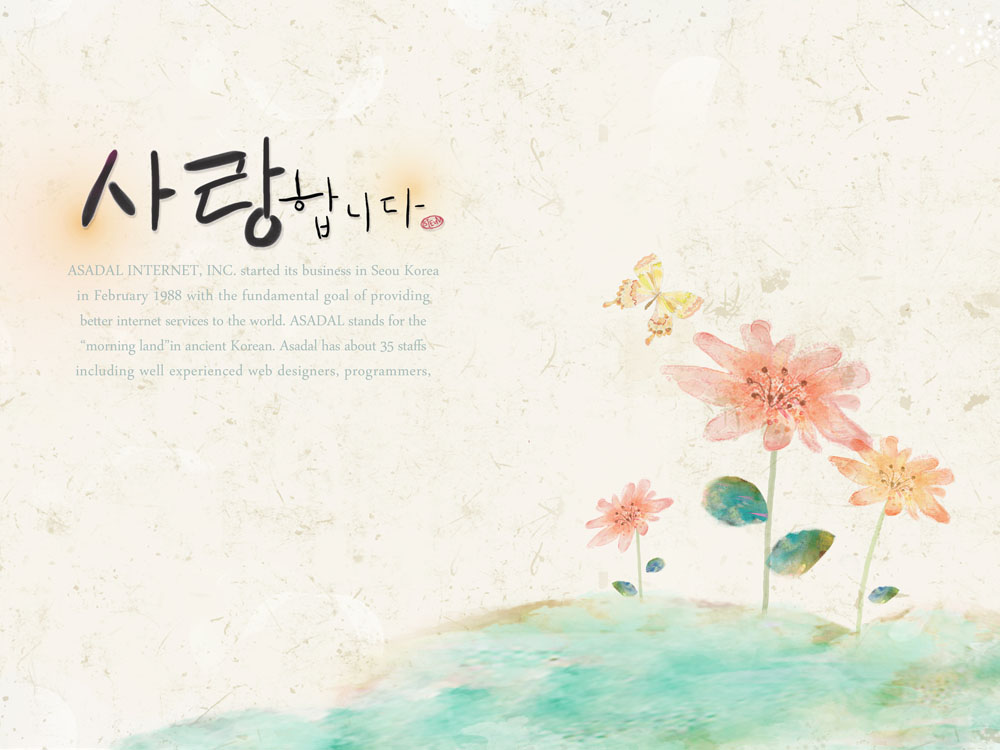 사랑합니다
ASADAL INTERNET, INC. started its business in Seou Korea
in February 1988 with the fundamental goal of providing
better internet services to the world. ASADAL stands for the
“morning land”in ancient Korean. Asadal has about 35 staffs
including well experienced web designers, programmers,